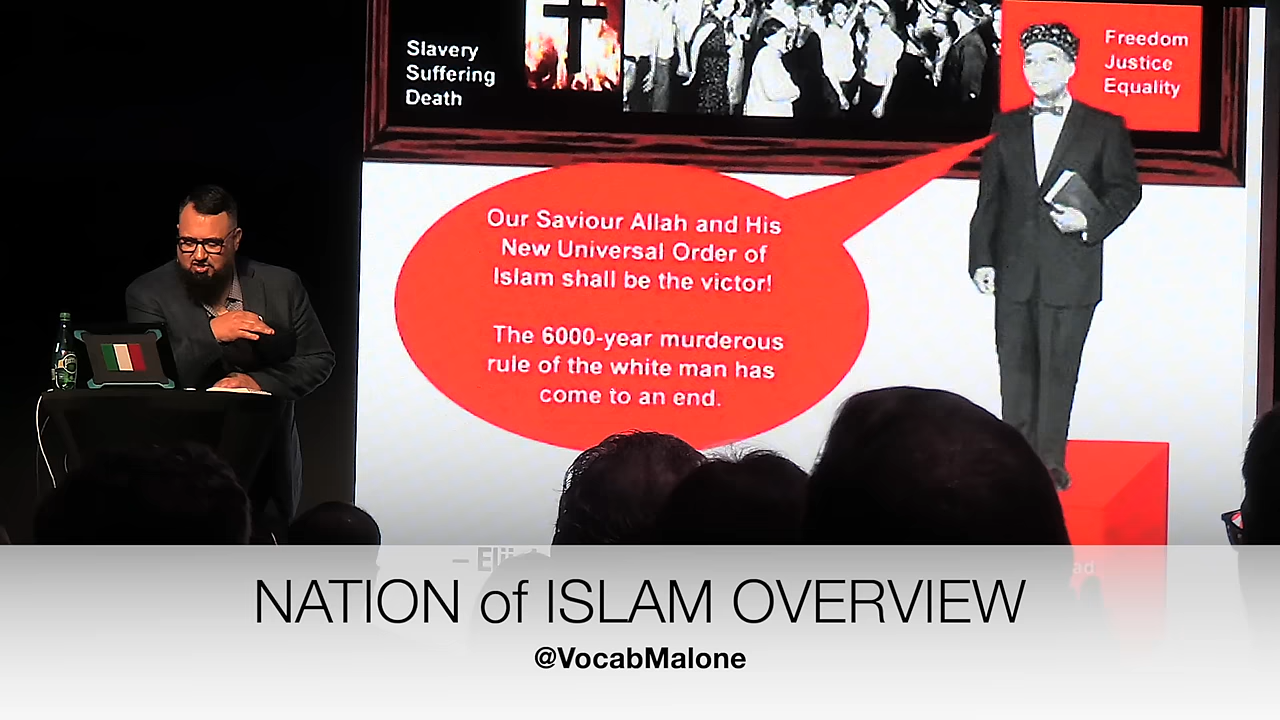 Slavery
Suffering
Death
Freedom
Justice
Equality
Our Saviour Allah and His
New Universal Order of
Islam shall be the victor!
The 6000-year murderous
rule of the white man has
come to an end.
ad
NATION of ISLAM OVERVIEW
@VocabMalone